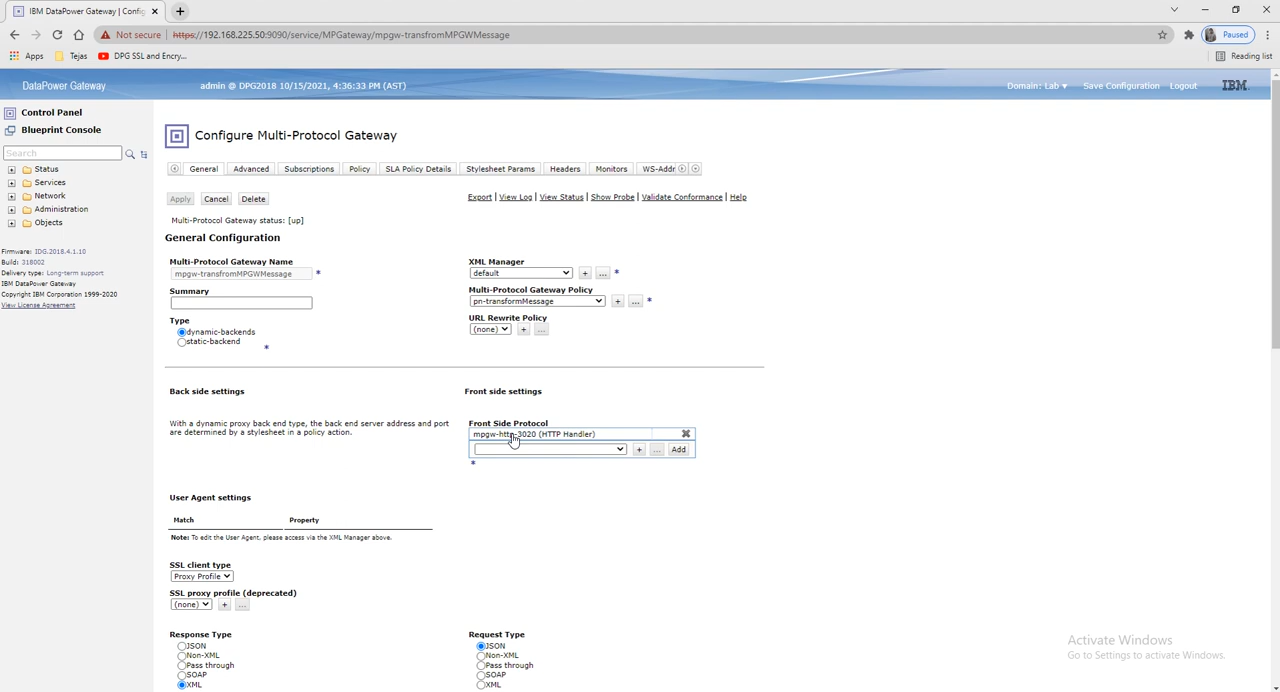 IBM DataPower Gateway | Config
Not secure https://192.168.225.50:9090/service/MPGateway/mpgw-transfromMPGWMessage Paused
Apps Tejas DPG SSL and Encry... Reading list
DataPower Gateway admin @ DPG2018 10/15/2021, 4:36:33 PM (AST) Domain: Lab Save Configuration Logout IBM.
Control Panel
Blueprint Console
Search
Status
Services
Network
Administration
Objects
Firmware: IDG.2018.4.1.10
Build: 318002
Delivery type: Long-term support
IBM DataPower Gateway
Copyright IBM Corporation 1999-2020
View License Agreement
Configure Multi-Protocol Gateway
General Advanced Subscriptions Policy SLA Policy Details Stylesheet Params Headers Monitors WS-Addr
Apply Cancel Delete Export | View Log | View Status | Show Probe | Validate Conformance | Help
Multi-Protocol Gateway status: [up]
General Configuration
Multi-Protocol Gateway Name
mpgw-transfromMPGWMessage *
Summary
Type
dynamic-backends
static-backend *
XML Manager
default + ... *
Multi-Protocol Gateway Policy
pn-transformMessage + ... *
URL Rewrite Policy
(none) + ...
Back side settings
With a dynamic proxy back end type, the back end server address and port
are determined by a stylesheet in a policy action.
Front side settings
Front Side Protocol
mpgw-http-3020 (HTTP Handler)
+ ... Add
*
User Agent settings
Match Property
Note: To edit the User Agent, please access via the XML Manager above.
SSL client type
Proxy Profile
SSL proxy profile (deprecated)
(none) + ...
Response Type
JSON
Non-XML
Pass through
SOAP
XML
Request Type
JSON
Non-XML
Pass through
SOAP
XML
Activate Windows
Go to Settings to activate Windows.